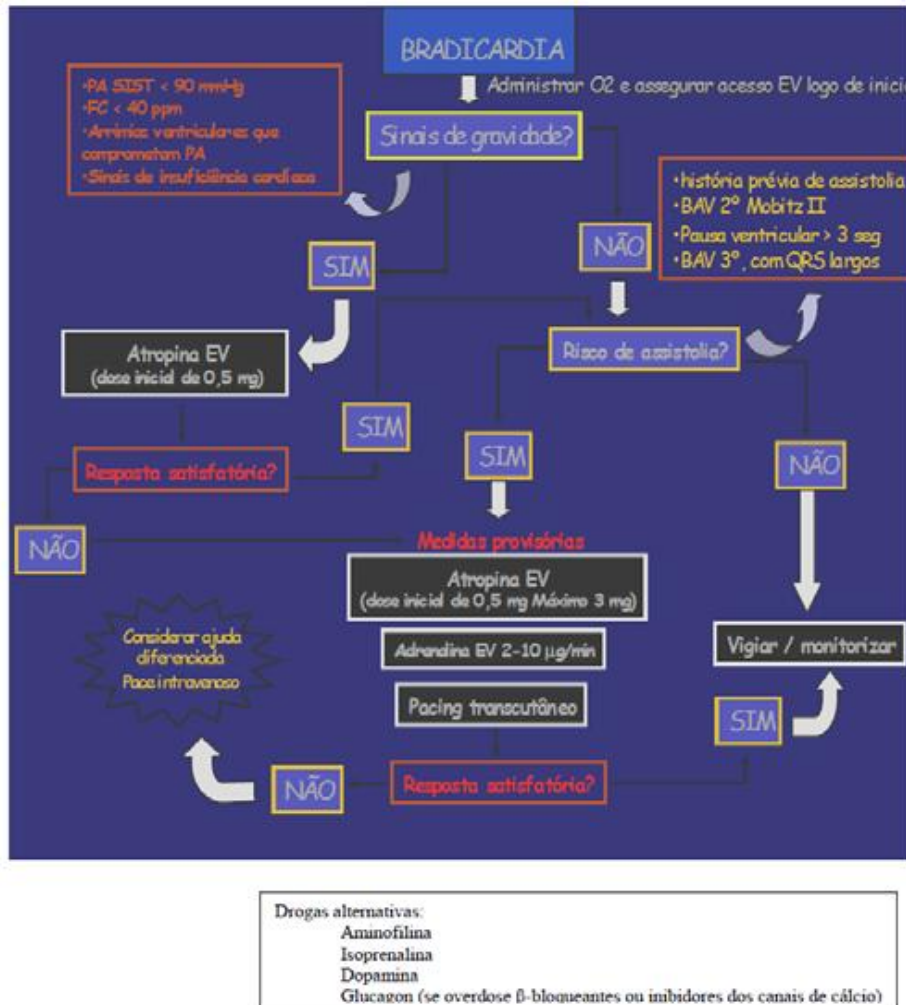 BRADICARDIA
Administrar O2 e assegurar acesso EV logo de iníci
•PA SIST < 90 mmHg
•FC < 40 ppm
•Arrimias ventriculares que
comprometam PA
•Sinais de insuficiência cardíaca
Sinais de gravidade?
•história prévia de assistolia
•BAV 2º Mobitz II
•Pausa ventricular > 3 seg
•BAV 3º, com QRS largos
NÃO
SIM
Atropina EV
(dose inicial de 0,5 mg)
Risco de assistolia?
SIM
SIM
NÃO
Resposta satisfatória?
NÃO
Medidas provisórias
Atropina EV
(dose inicial de 0,5 mg Máximo 3 mg)
Considerar ajuda
diferenciada
Pace intravenoso
Adrenalina EV 2-10 µg/min
Vigiar / monitorizar
Pacing transcutâneo
SIM
NÃO
Resposta satisfatória?
Drogas alternativas:
Aminofilina
Isoprenalina
Dopamina
Glucagon (se overdose β-bloqueantes ou inibidores dos canais de cálcio)